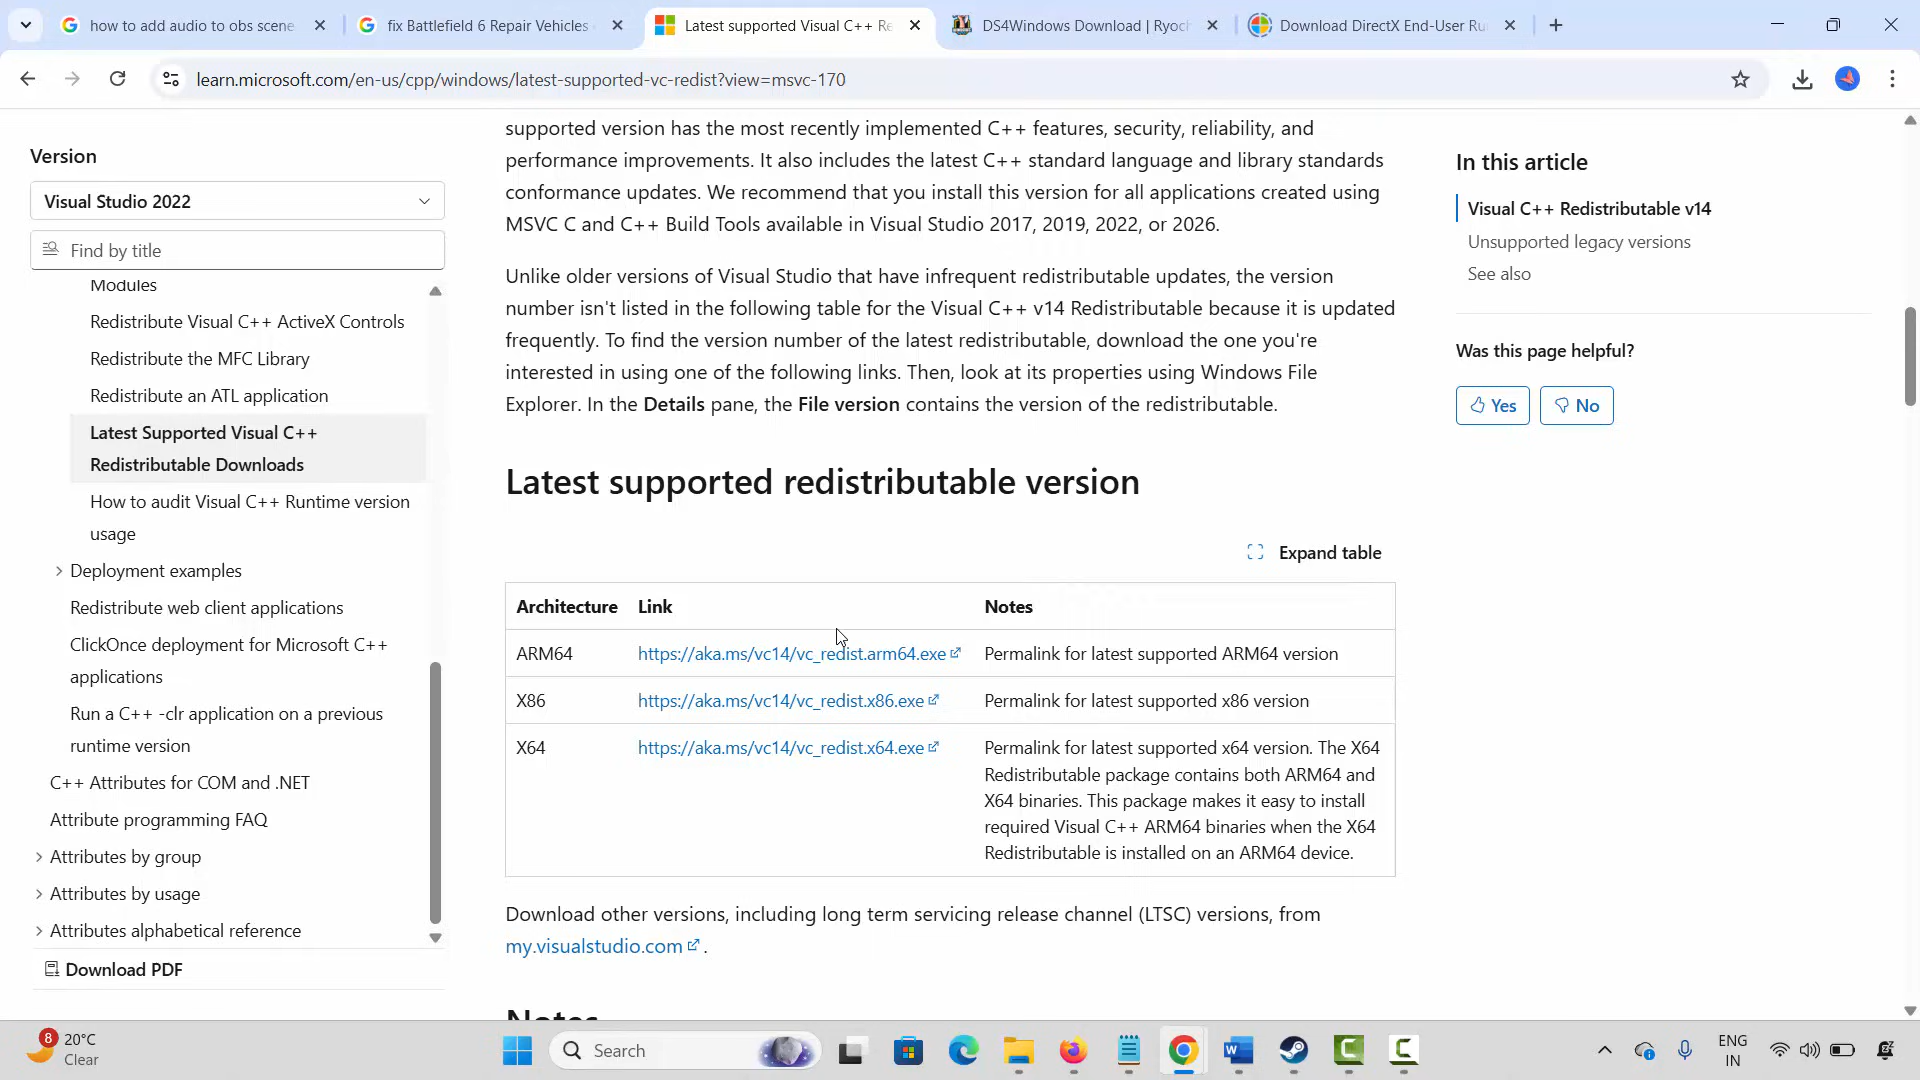 how to add audio to obs scene
fix Battlefield 6 Repair Vehicles
Latest supported Visual C++ Re
DS4Windows Download | Ryoch
Download DirectX End-User Ru
learn.microsoft.com/en-us/cpp/windows/latest-supported-vc-redist?view=msvc-170
Version
Visual Studio 2022
Find by title
Modules
Redistribute Visual C++ ActiveX Controls
Redistribute the MFC Library
Redistribute an ATL application
Latest Supported Visual C++
Redistributable Downloads
How to audit Visual C++ Runtime version
usage
Deployment examples
Redistribute web client applications
ClickOnce deployment for Microsoft C++
applications
Run a C++ -clr application on a previous
runtime version
C++ Attributes for COM and .NET
Attribute programming FAQ
Attributes by group
Attributes by usage
Attributes alphabetical reference
Download PDF
supported version has the most recently implemented C++ features, security, reliability, and
performance improvements. It also includes the latest C++ standard language and library standards
conformance updates. We recommend that you install this version for all applications created using
MSVC C and C++ Build Tools available in Visual Studio 2017, 2019, 2022, or 2026.
Unlike older versions of Visual Studio that have infrequent redistributable updates, the version
number isn't listed in the following table for the Visual C++ v14 Redistributable because it is updated
frequently. To find the version number of the latest redistributable, download the one you're
interested in using one of the following links. Then, look at its properties using Windows File
Explorer. In the Details pane, the File version contains the version of the redistributable.
Latest supported redistributable version
Expand table
Architecture Link Notes
ARM64 https://aka.ms/vc14/vc_redist.arm64.exe Permalink for latest supported ARM64 version
X86 https://aka.ms/vc14/vc_redist.x86.exe Permalink for latest supported x86 version
X64 https://aka.ms/vc14/vc_redist.x64.exe Permalink for latest supported x64 version. The X64
Redistributable package contains both ARM64 and
X64 binaries. This package makes it easy to install
required Visual C++ ARM64 binaries when the X64
Redistributable is installed on an ARM64 device.
Download other versions, including long term servicing release channel (LTSC) versions, from
my.visualstudio.com .
Notes
In this article
Visual C++ Redistributable v14
Unsupported legacy versions
See also
Was this page helpful?
Yes No
8
20°C
Clear
Search
ENG
IN